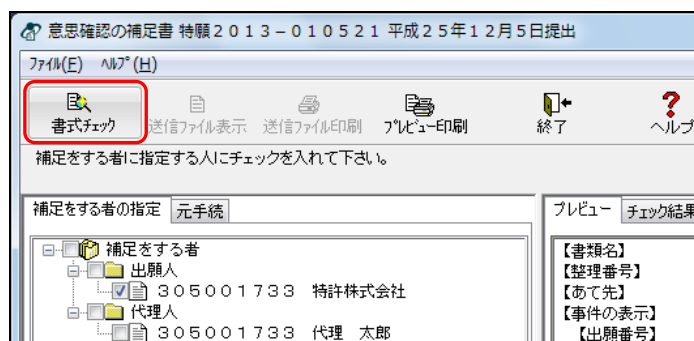 意思確認の補足書 特願２０１３－０１０５２１ 平成２５年１２月５日提出
ﾌｧｲﾙ(F) ﾍﾙﾌﾟ(H)
書式ﾁｪｯｸ 送信ﾌｧｲﾙ表示 送信ﾌｧｲﾙ印刷 ﾌﾟﾚﾋﾞｭｰ印刷 終了 ヘルプ
補足をする者に指定する人にチェックを入れて下さい。
補足をする者の指定 元手続
プレビュー チェック結果
補足をする者
出願人
３０５００１７３３ 特許株式会社
代理人
３０５００１７３３ 代理 太郎
【書類名】
【整理番号】
【あて先】
【事件の表示】
【出願番号】